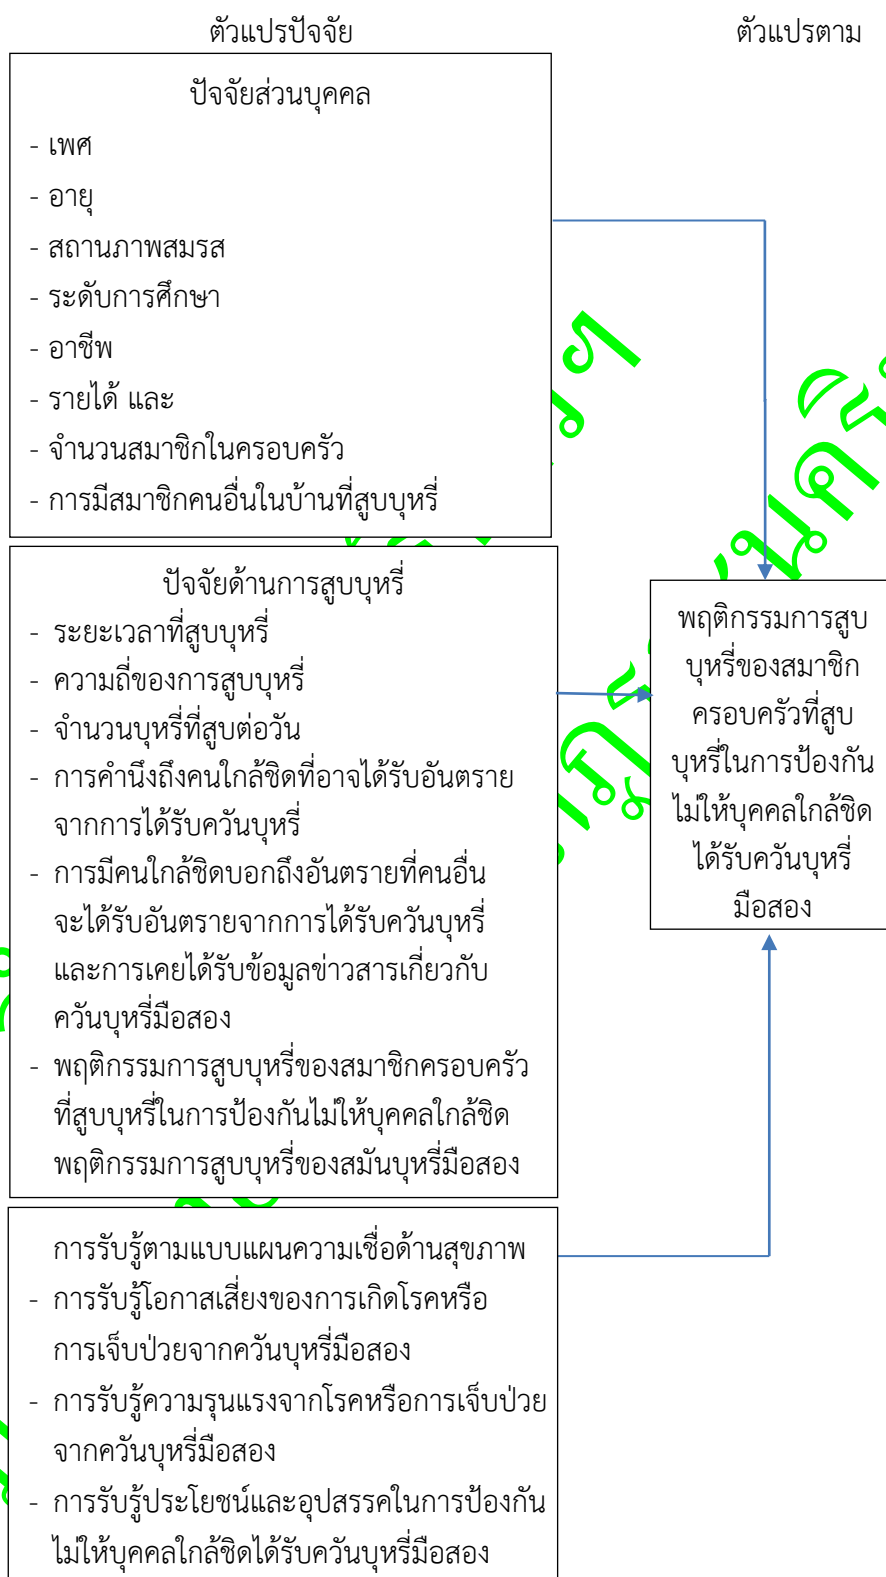 ตัวแปรปัจจัย
ตัวแปรตาม
ปัจจัยส่วนบุคคล
- เพศ
- อายุ
- สถานภาพสมรส
- ระดับการศึกษา
- อาชีพ
- รายได้ และ
- จำนวนสมาชิกในครอบครัว
- การมีสมาชิกคนอื่นในบ้านที่สูบบุหรี่
ปัจจัยด้านการสูบบุหรี่
- ระยะเวลาที่สูบบุหรี่
- ความถี่ของการสูบบุหรี่
- จำนวนบุหรี่ที่สูบต่อวัน
- การคำนึงถึงคนใกล้ชิดที่อาจได้รับอันตราย
จากการได้รับควันบุหรี่
- การมีคนใกล้ชิดบอกถึงอันตรายที่คนอื่น
จะได้รับอันตรายจากการได้รับควันบุหรี่
และการเคยได้รับข้อมูลข่าวสารเกี่ยวกับ
ควันบุหรี่มือสอง
- พฤติกรรมการสูบบุหรี่ของสมาชิกครอบครัว
ที่สูบบุหรี่ในการป้องกันไม่ให้บุคคลใกล้ชิด
พฤติกรรมการสูบบุหรี่ของสมันบุหรี่มือสอง
การรับรู้ตามแบบแผนความเชื่อด้านสุขภาพ
- การรับรู้โอกาสเสี่ยงของการเกิดโรคหรือ
การเจ็บป่วยจากควันบุหรี่มือสอง
- การรับรู้ความรุนแรงจากโรคหรือการเจ็บป่วย
จากควันบุหรี่มือสอง
- การรับรู้ประโยชน์และอุปสรรคในการป้องกัน
ไม่ให้บุคคลใกล้ชิดได้รับควันบุหรี่มือสอง
พฤติกรรมการสูบ
บุหรี่ของสมาชิก
ครอบครัวที่สูบ
บุหรี่ในการป้องกัน
ไม่ให้บุคคลใกล้ชิด
ได้รับควันบุหรี่
มือสอง